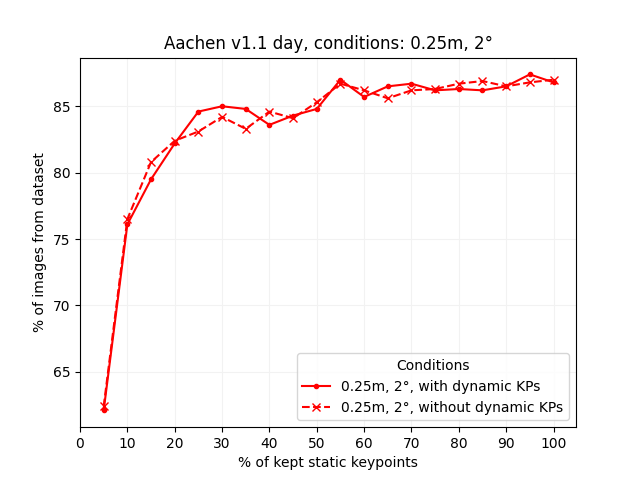 Aachen v1.1 day, conditions: 0.25m, 2°
% of images from dataset
85
80
75
70
65
Conditions
0.25m, 2°, with dynamic KPs
0.25m, 2°, without dynamic KPs
0 10 20 30 40 50 60 70 80 90 100
% of kept static keypoints